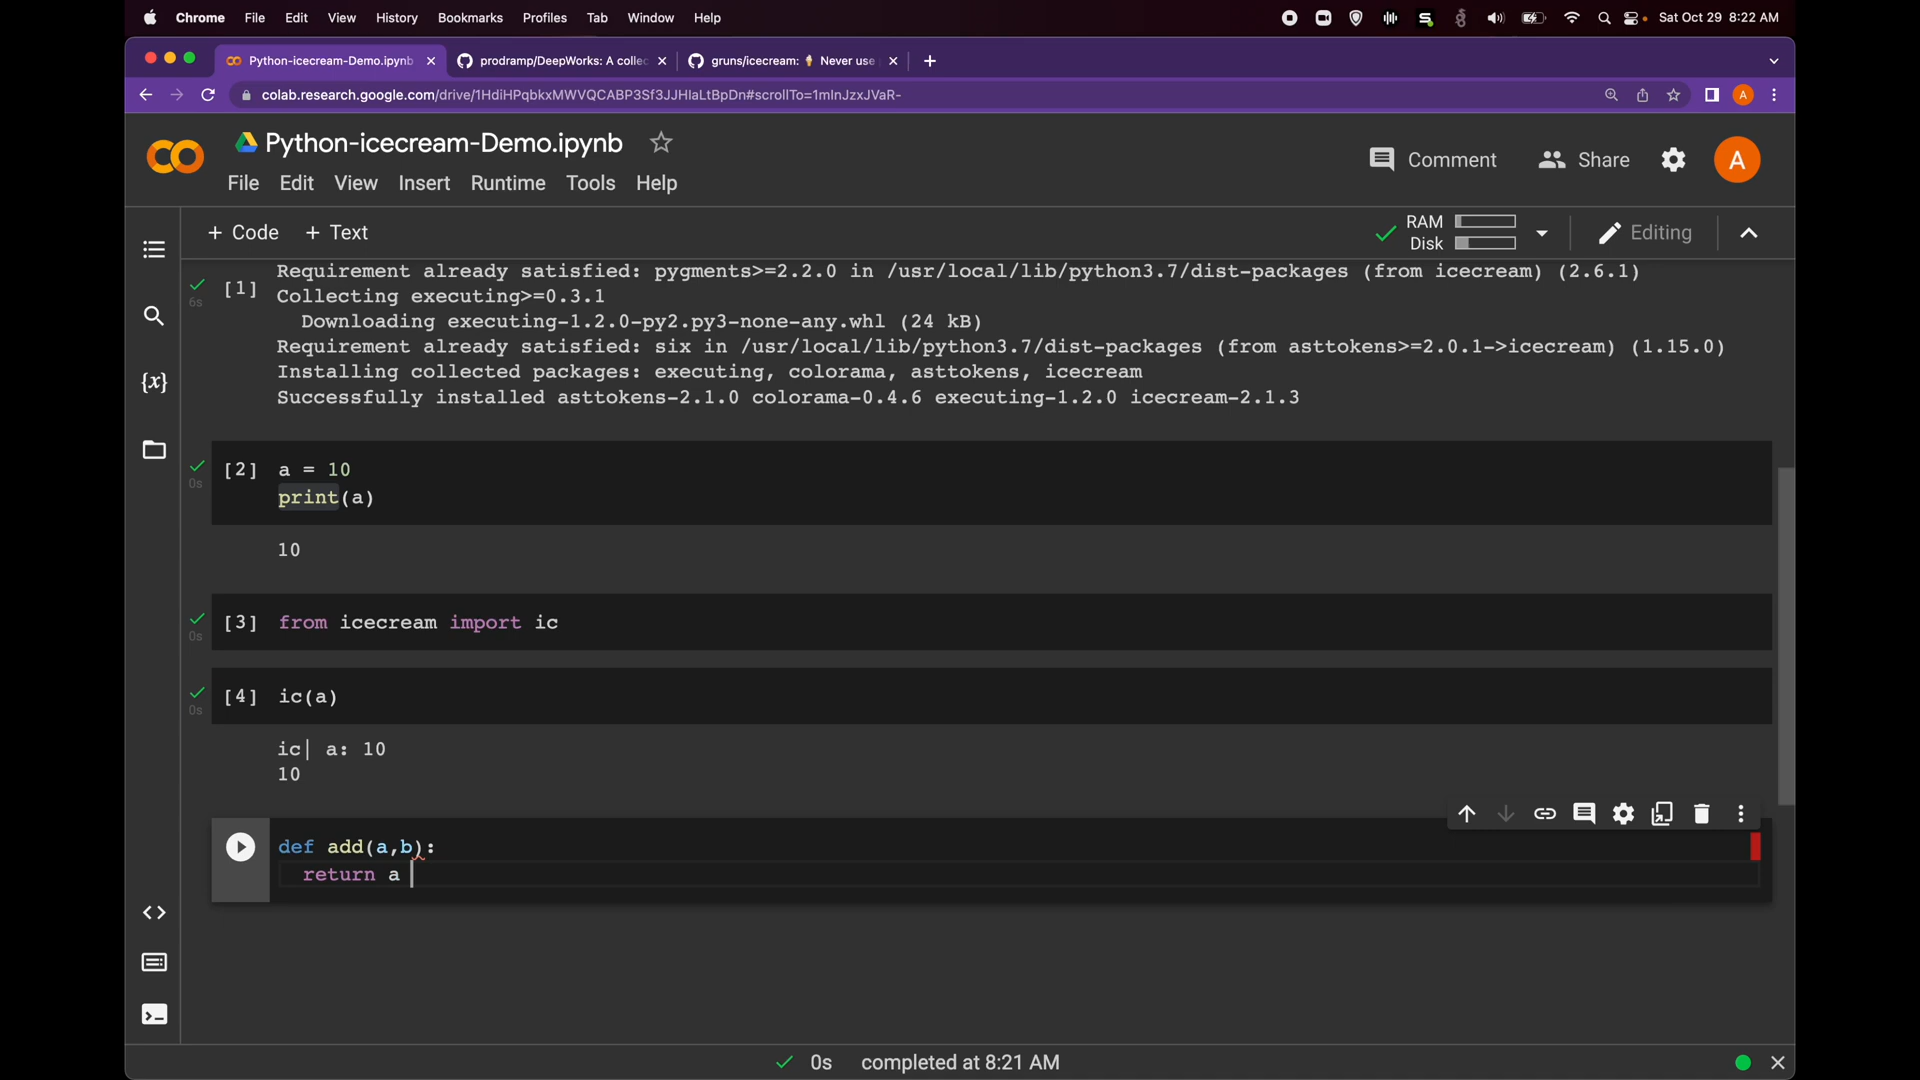 Chrome File Edit View History Bookmarks Profiles Tab Window Help Sat Oct 29 8:22 AM
Python-icecream-Demo.ipynb prodramp/DeepWorks: A collec gruns/icecream: 🍦 Never use
colab.research.google.com/drive/1HdiHPqbkxMWVQCABP3Sf3JJHIaLtBpDn#scrollTo=1mInJzxJVaR-
Python-icecream-Demo.ipynb
Comment Share A
File Edit View Insert Runtime Tools Help
+ Code + Text RAM Disk Editing
Requirement already satisfied: pygments>=2.2.0 in /usr/local/lib/python3.7/dist-packages (from icecream) (2.6.1)
6s [1] Collecting executing>=0.3.1
Downloading executing-1.2.0-py2.py3-none-any.whl (24 kB)
Requirement already satisfied: six in /usr/local/lib/python3.7/dist-packages (from asttokens>=2.0.1->icecream) (1.15.0)
Installing collected packages: executing, colorama, asttokens, icecream
Successfully installed asttokens-2.1.0 colorama-0.4.6 executing-1.2.0 icecream-2.1.3
0s [2] a = 10
print(a)
10
0s [3] from icecream import ic
0s [4] ic(a)
ic| a: 10
10
def add(a,b):
return a
0s completed at 8:21 AM